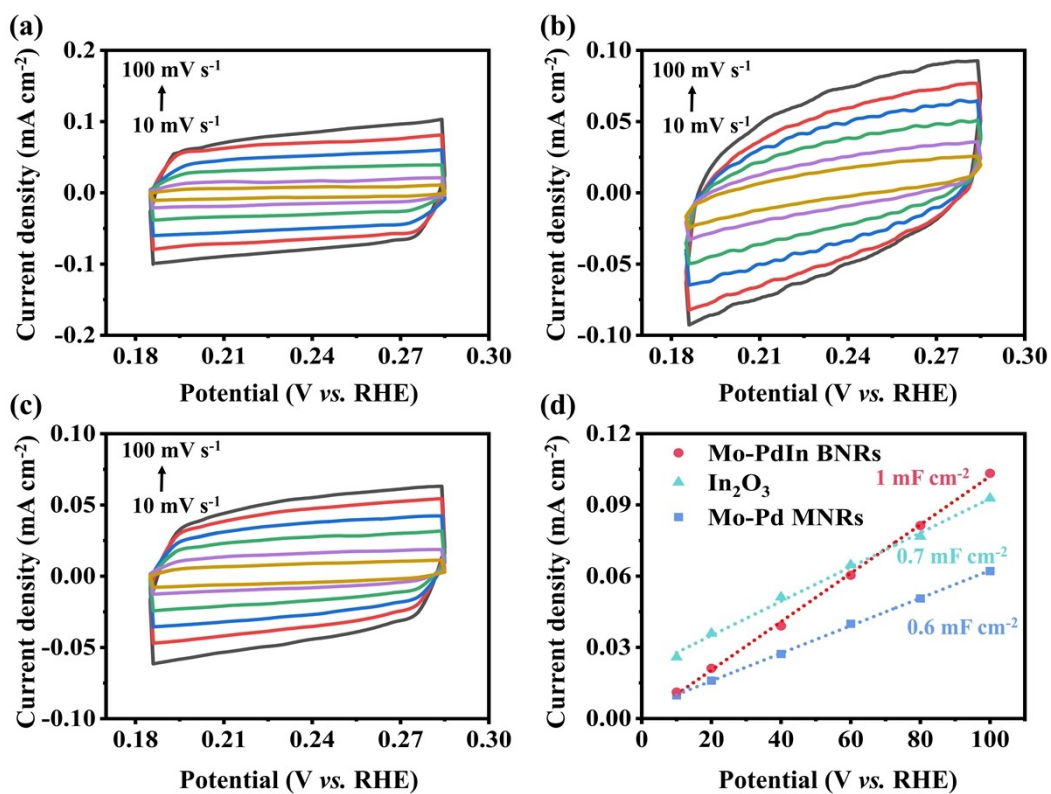 (a)
Current density (mA cm⁻²)
0.2
0.1
0.0
-0.1
-0.2
100 mV s⁻¹
10 mV s⁻¹
0.18 0.21 0.24 0.27 0.30
Potential (V vs. RHE)
(b)
Current density (mA cm⁻²)
0.10
0.05
0.00
-0.05
-0.10
100 mV s⁻¹
10 mV s⁻¹
0.18 0.21 0.24 0.27 0.30
Potential (V vs. RHE)
(c)
Current density (mA cm⁻²)
0.10
0.05
0.00
-0.05
-0.10
100 mV s⁻¹
10 mV s⁻¹
0.18 0.21 0.24 0.27 0.30
Potential (V vs. RHE)
(d)
Current density (mA cm⁻²)
0.12
0.09
0.06
0.03
0.00
Mo-PdIn BNRs
In₂O₃
Mo-Pd MNRs
1 mF cm⁻²
0.7 mF cm⁻²
0.6 mF cm⁻²
0 20 40 60 80 100
Potential (V vs. RHE)